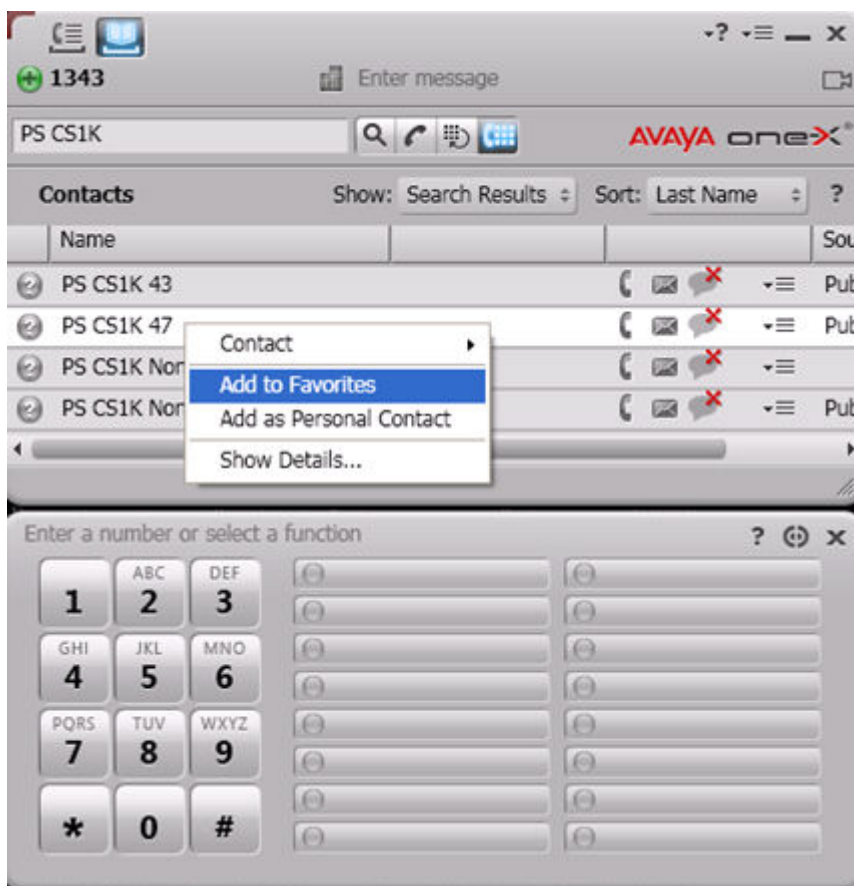 ?
1343 Enter message
PS CS1K AVAYA one-X®
Contacts Show: Search Results Sort: Last Name ?
Name Sou
PS CS1K 43 Pub
PS CS1K 47 Pub
PS CS1K Non
PS CS1K Non Pub
Contact
Add to Favorites
Add as Personal Contact
Show Details...
Enter a number or select a function ?
1 ABC 2 DEF 3
GHI 4 JKL 5 MNO 6
PQRS 7 TUV 8 WXYZ 9
* 0 #